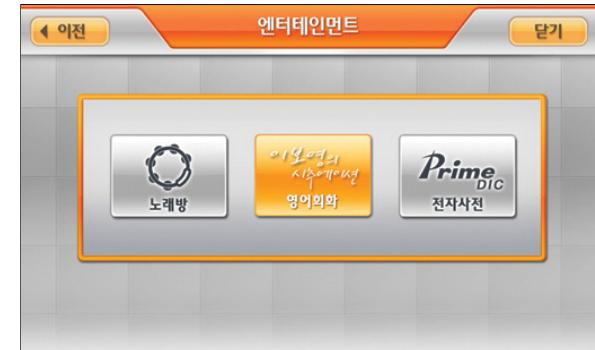 이전
엔터테인먼트
닫기
노래방
이보영의
시추에이션
영어회화
Prime
DIC
전자사전